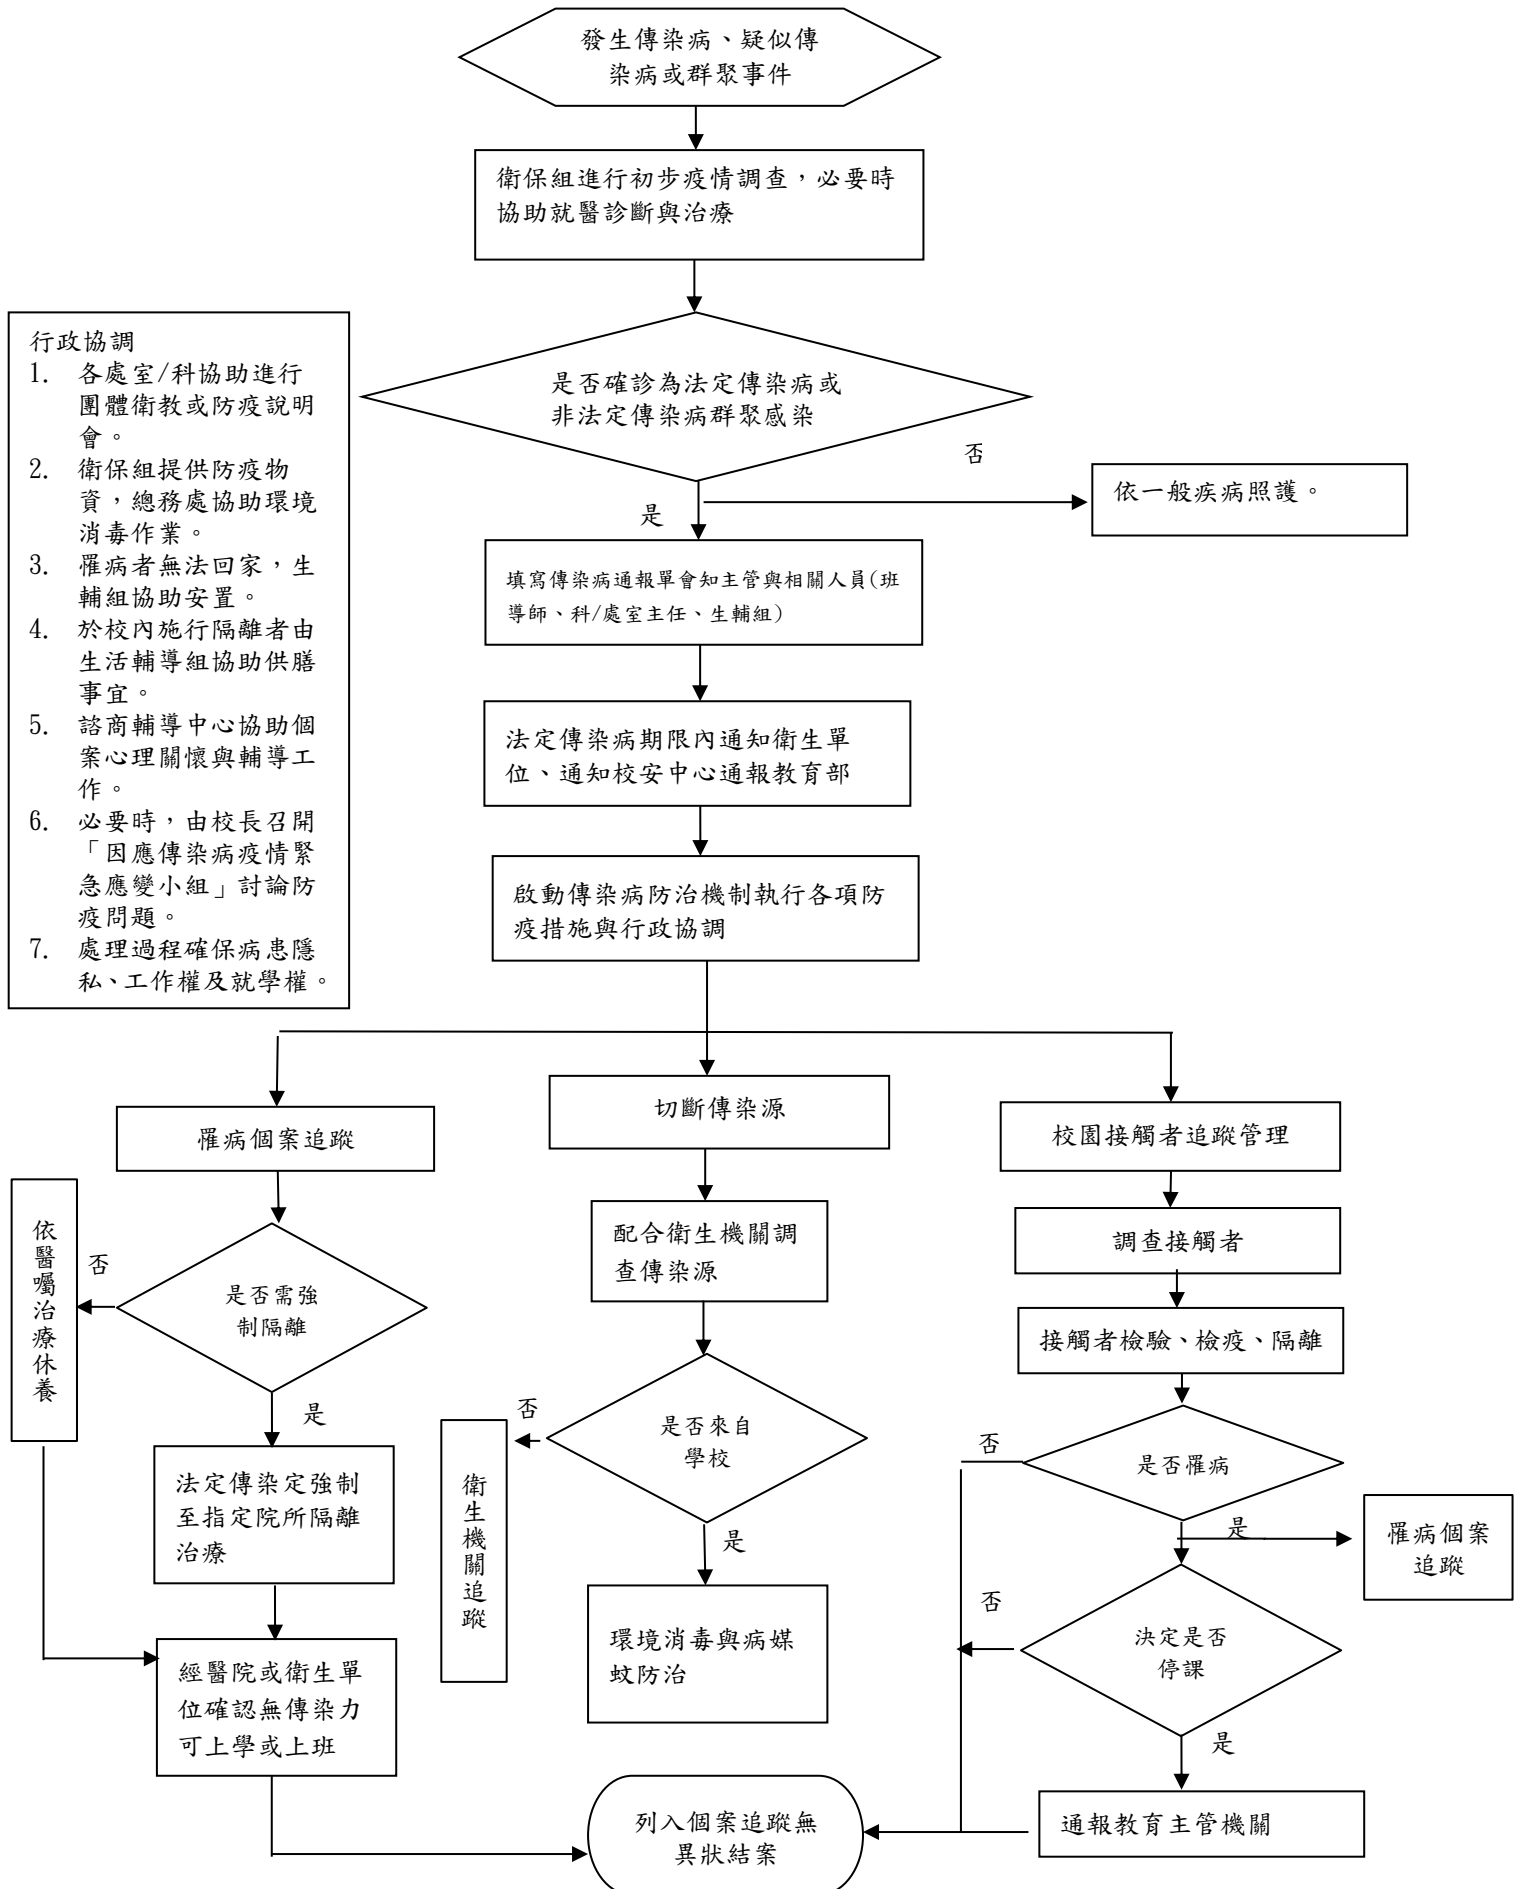 發生傳染病、疑似傳
染病或群聚事件
衛保組進行初步疫情調查，必要時
協助就醫診斷與治療
行政協調
1. 各處室/科協助進行
團體衛教或防疫說明
會。
2. 衛保組提供防疫物
資，總務處協助環境
消毒作業。
3. 罹病者無法回家，生
輔組協助安置。
4. 於校內施行隔離者由
生活輔導組協助供膳
事宜。
5. 諮商輔導中心協助個
案心理關懷與輔導工
作。
6. 必要時，由校長召開
「因應傳染病疫情緊
急應變小組」討論防
疫問題。
7. 處理過程確保病患隱
私、工作權及就學權。
是否確診為法定傳染病或
非法定傳染病群聚感染
否
依一般疾病照護。
是
填寫傳染病通報單會知主管與相關人員(班
導師、科/處室主任、生輔組)
法定傳染病期限內通知衛生單
位、通知校安中心通報教育部
啟動傳染病防治機制執行各項防
疫措施與行政協調
罹病個案追蹤
是否需強
制隔離
否
依醫囑治療休養
是
法定傳染定強制
至指定院所隔離
治療
經醫院或衛生單
位確認無傳染力
可上學或上班
切斷傳染源
配合衛生機關調
查傳染源
是否來自
學校
否
衛生機關追蹤
是
環境消毒與病媒
蚊防治
校園接觸者追蹤管理
調查接觸者
接觸者檢驗、檢疫、隔離
是否罹病
否
是
罹病個案
追蹤
決定是否
停課
否
是
通報教育主管機關
列入個案追蹤無
異狀結案